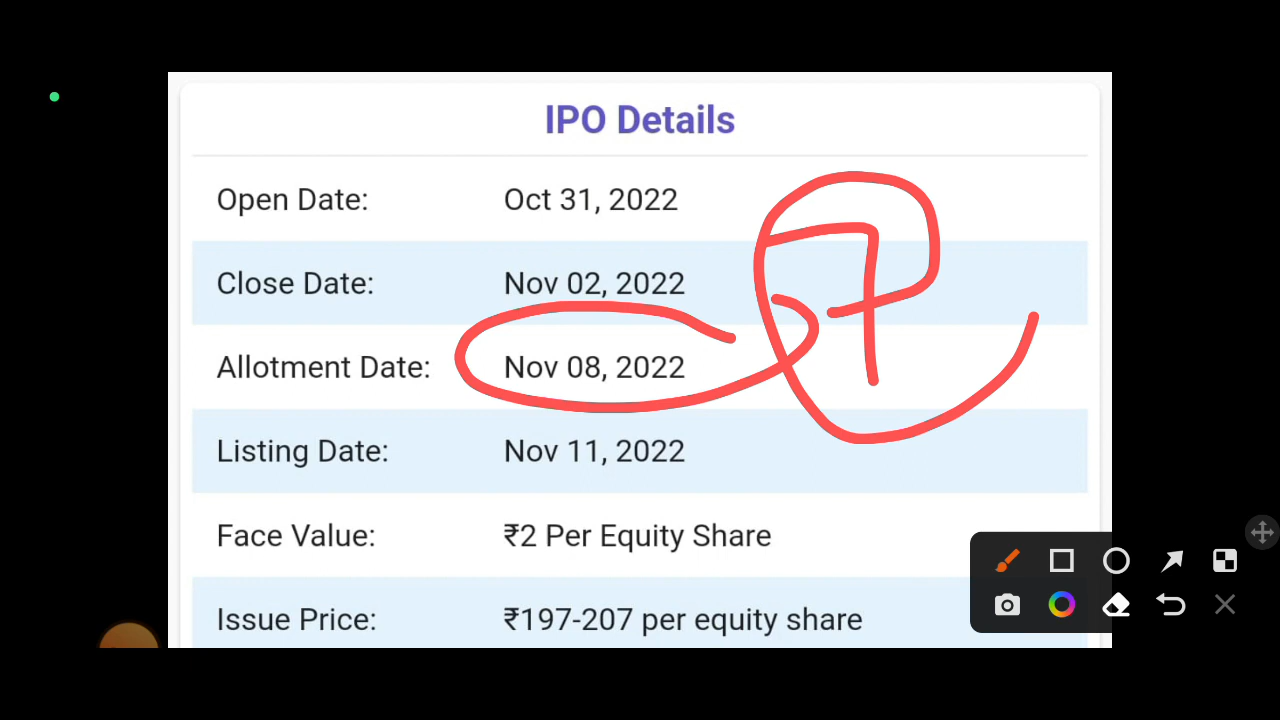 IPO Details
Open Date: Oct 31, 2022
Close Date: Nov 02, 2022
Allotment Date: Nov 08, 2022
Listing Date: Nov 11, 2022
Face Value: ₹2 Per Equity Share
Issue Price: ₹197-207 per equity share